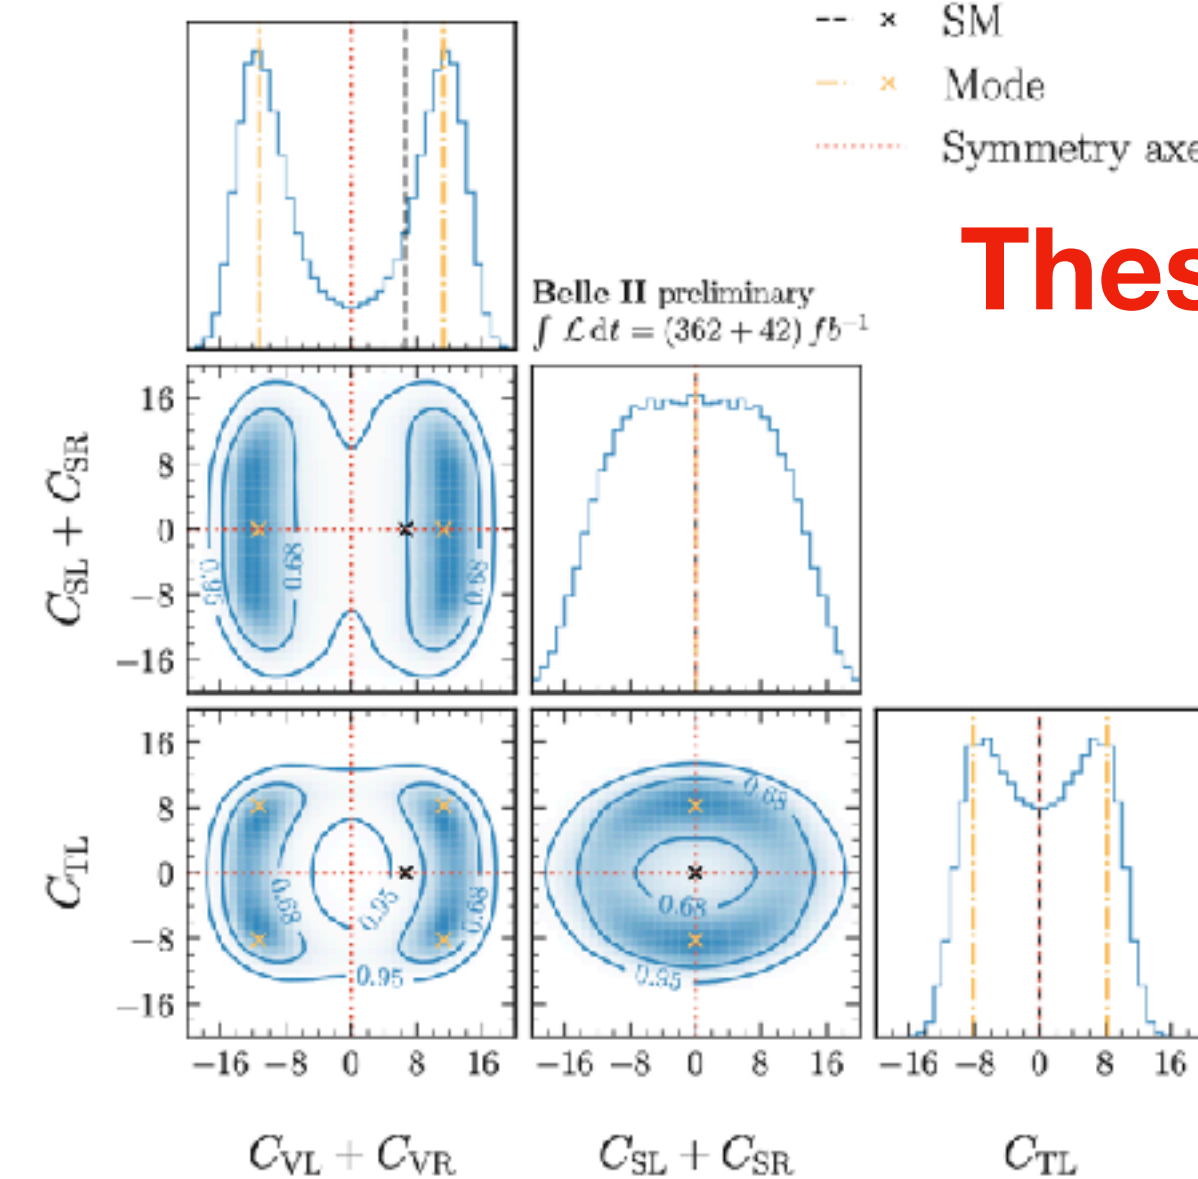 -- × SM
Mode
Symmetry axe
Thes
Belle II preliminary
∫ 𝓛 dt = (362 + 42) fb⁻¹
C_SL + C_SR
16
8
0
−8
−16
0.95
0.68
0.68
C_TL
16
8
0
−8
−16
0.68
0.95
0.68
0.95
0.68
0.68
0.95
−16 −8 0 8 16
−16 −8 0 8 16
−16 −8 0 8 16
C_VL + C_VR
C_SL + C_SR
C_TL